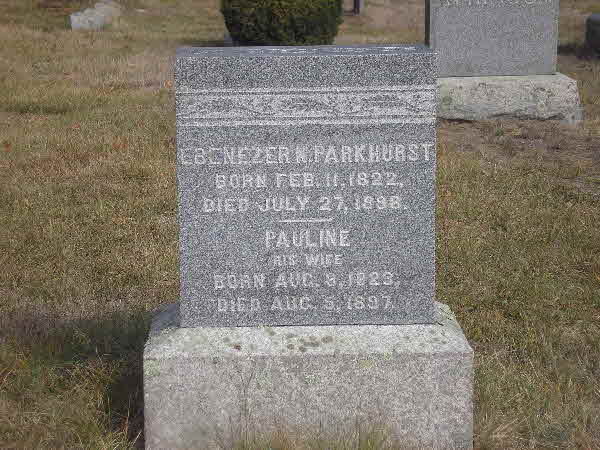 EBENEZER N. PARKHURST
BORN FEB. 11, 1822,
DIED JULY 27, 1898.
PAULINE
HIS WIFE
BORN AUG. 9, 1823,
DIED AUG. 5, 1897.